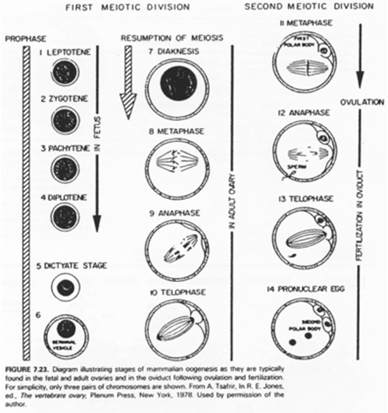 FIRST MEIOTIC DIVISION
SECOND MEIOTIC DIVISION
PROPHASE
1 LEPTOTENE
2 ZYGOTENE
3 PACHYTENE
4 DIPLOTENE
IN FETUS
5 DICTYATE STAGE
6
GERMINAL
VESICLE
RESUMPTION OF MEIOSIS
7 DIAKNESIS
8 METAPHASE
9 ANAPHASE
10 TELOPHASE
IN ADULT OVARY
11 METAPHASE
FIRST
POLAR BODY
OVULATION
12 ANAPHASE
SPERM
13 TELOPHASE
14 PRONUCLEAR EGG
SECOND
POLAR BODY
FERTILIZATION IN OVIDUCT
FIGURE 7.23. Diagram illustrating stages of mammalian oogenesis as they are typically
found in the fetal and adult ovaries and in the oviduct following ovulation and fertilization.
For simplicity, only three pairs of chromosomes are shown. From A. Tsafrir, In R. E. Jones,
ed., The vertebrate ovary, Plenum Press, New York, 1978. Used by permission of the
author.